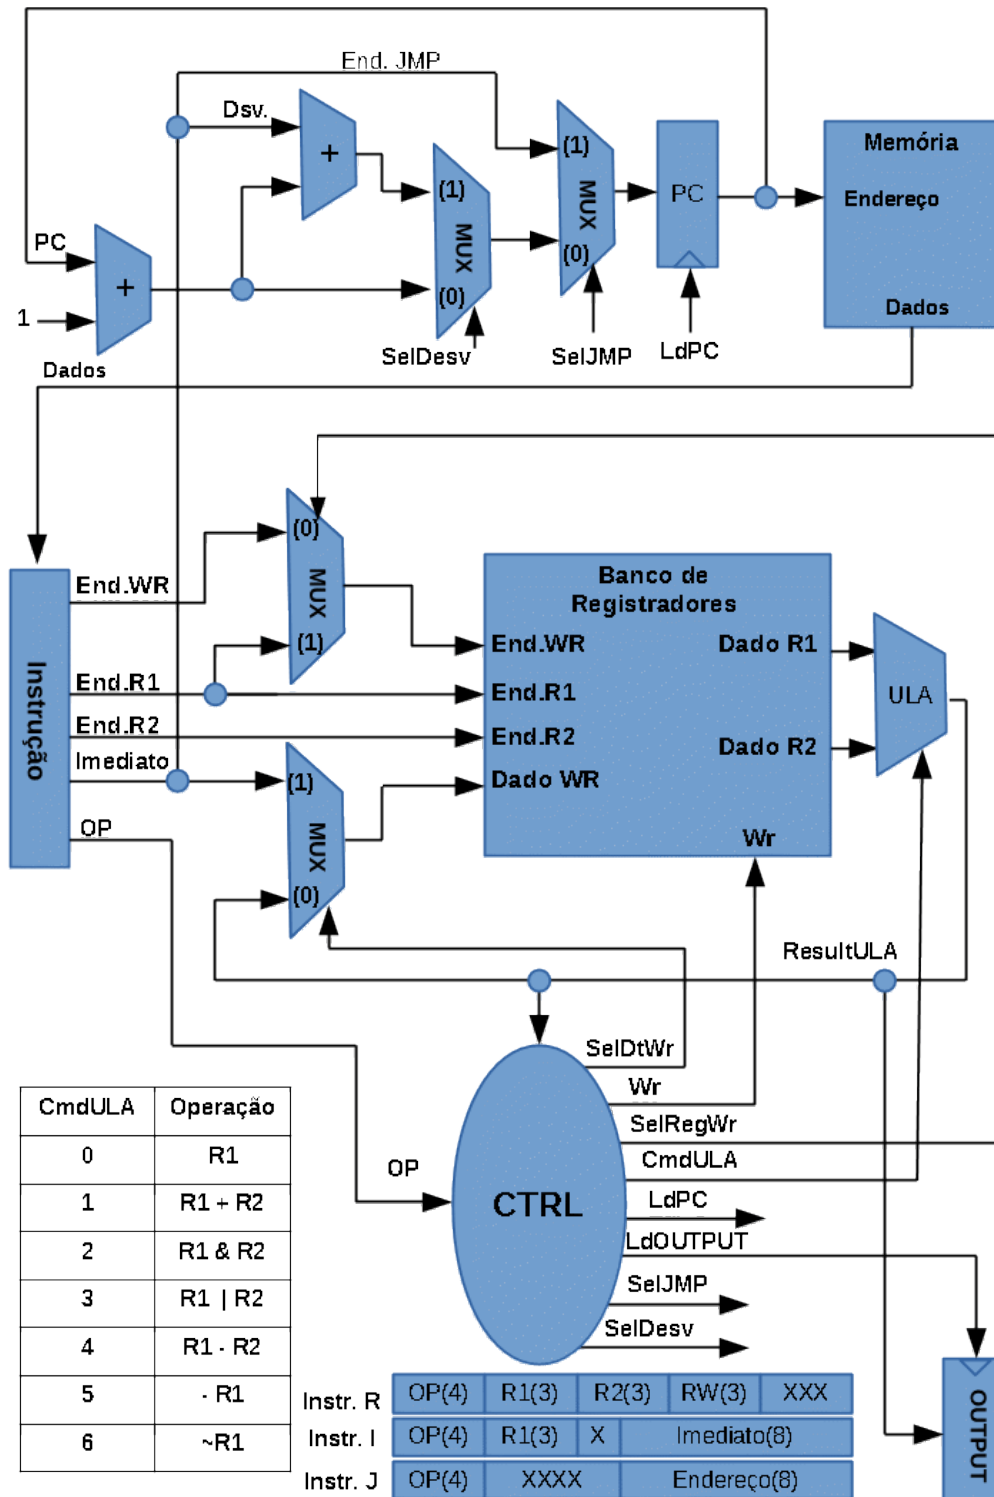 End. JMP
Dsv.
+
(1)
(1)
MUX
(0)
MUX
(0)
PC
Memória
Endereço
Dados
PC
+
1
SelDesv
SelJMP
LdPC
Dados
(0)
MUX
(1)
Instrução
End.WR
End.R1
End.R2
Imediato
OP
(1)
MUX
(0)
Banco de
Registradores
End.WR
End.R1
End.R2
Dado WR
Dado R1
Dado R2
Wr
ULA
ResultULA
SelDtWr
Wr
SelRegWr
CmdULA
LdPC
LdOUTPUT
SelJMP
SelDesv
OP
CTRL
OUTPUT
CmdULA Operação
0 R1
1 R1 + R2
2 R1 & R2
3 R1 | R2
4 R1 - R2
5 - R1
6 ~R1
Instr. R OP(4) R1(3) R2(3) RW(3) XXX
Instr. I OP(4) R1(3) X Imediato(8)
Instr. J OP(4) XXXX Endereço(8)